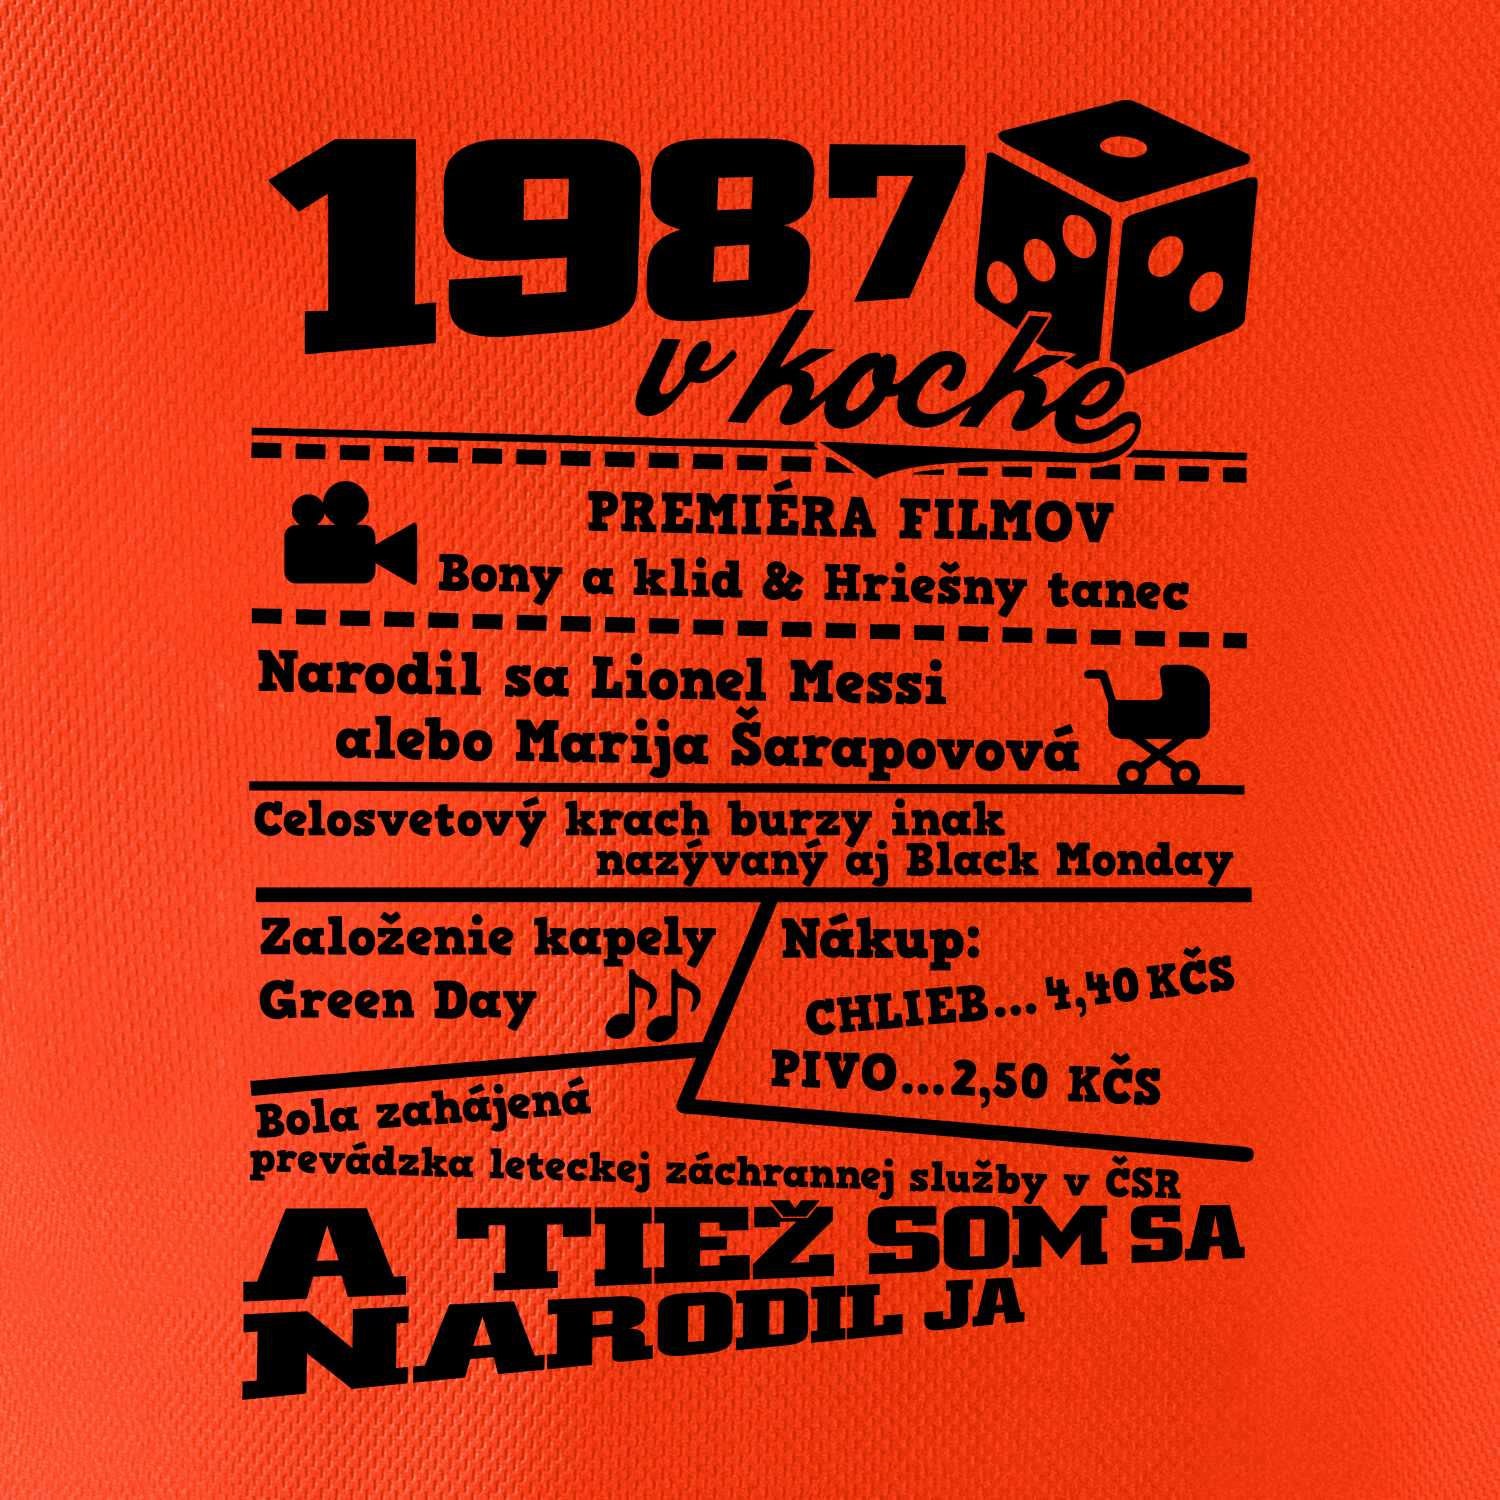 1987
v kocke
PREMIÉRA FILMOV
Bony a klid & Hriešny tanec
Narodil sa Lionel Messi
alebo Marija Šarapovová
Celosvetový krach burzy inak
nazývaný aj Black Monday
Založenie kapely
Green Day
Nákup:
CHLIEB... 4,40 KČS
PIVO...2,50 KČS
Bola zahájená
prevádzka leteckej záchrannej služby v ČSR
A TIEŽ SOM SA
NARODIL JA